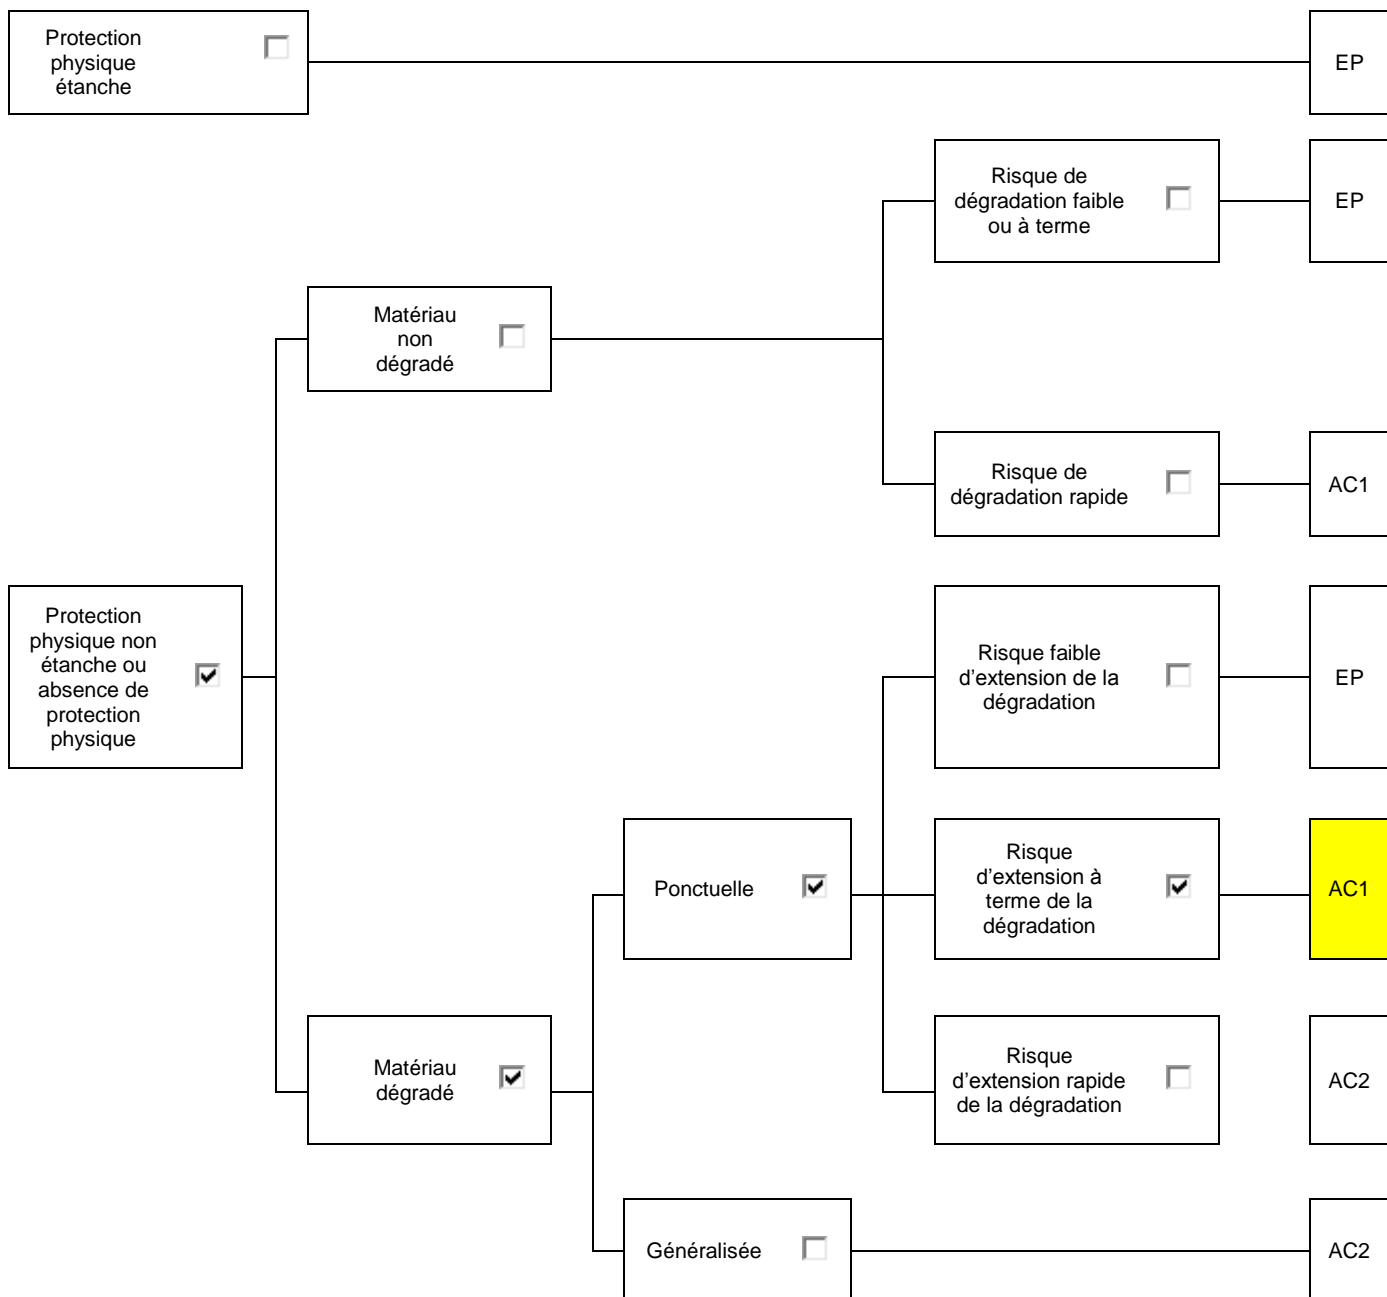 Protection
physique
étanche
EP
Risque de
dégradation faible
ou à terme
EP
Matériau
non
dégradé
Risque de
dégradation rapide
AC1
Protection
physique non
étanche ou
absence de
protection
physique
Risque faible
d'extension de la
dégradation
EP
Ponctuelle
Risque
d'extension à
terme de la
dégradation
AC1
Matériau
dégradé
Risque
d'extension rapide
de la dégradation
AC2
Généralisée
AC2